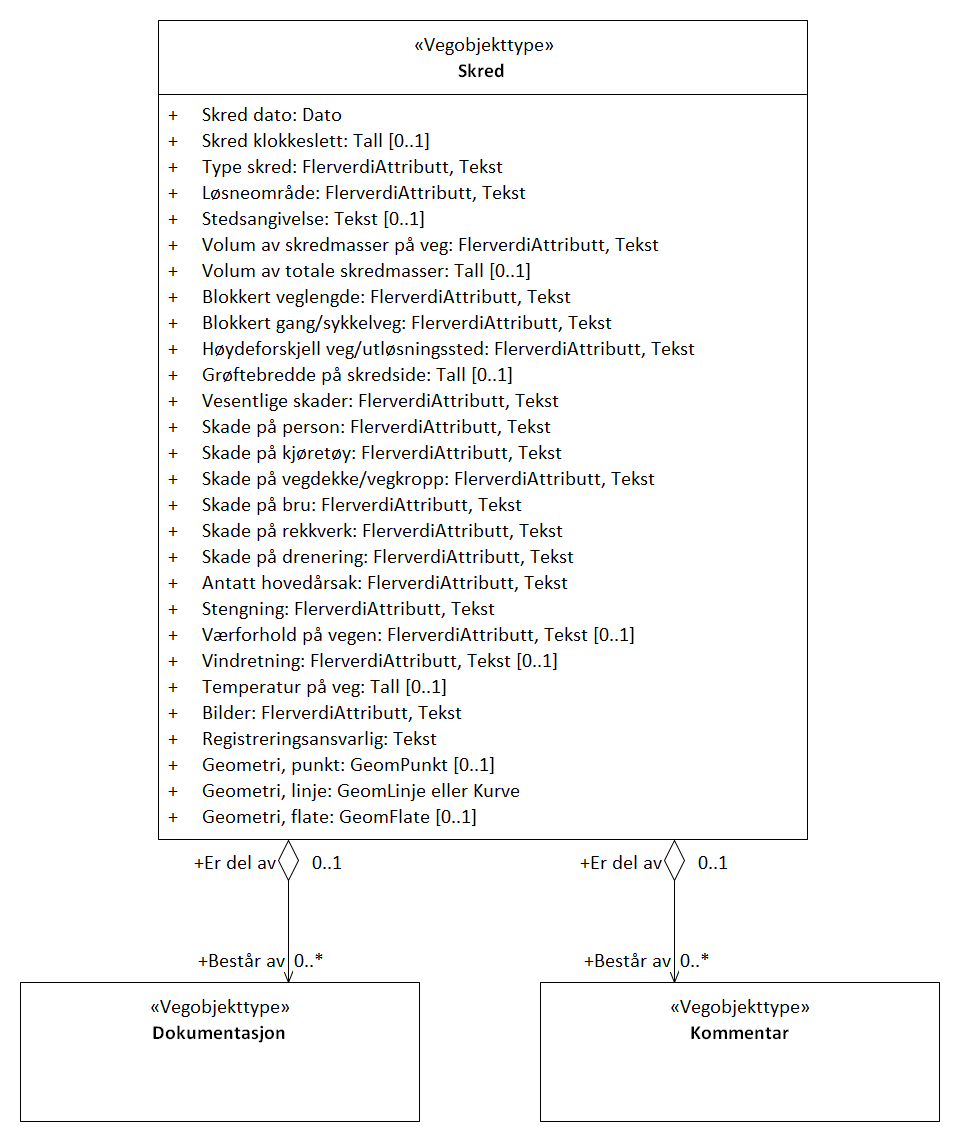 «Vegobjekttype»
Skred
+ Skred dato: Dato
+ Skred klokkeslett: Tall [0..1]
+ Type skred: FlerverdiAttributt, Tekst
+ Løsneområde: FlerverdiAttributt, Tekst
+ Stedsangivelse: Tekst [0..1]
+ Volum av skredmasser på veg: FlerverdiAttributt, Tekst
+ Volum av totale skredmasser: Tall [0..1]
+ Blokkert veglengde: FlerverdiAttributt, Tekst
+ Blokkert gang/sykkelveg: FlerverdiAttributt, Tekst
+ Høydeforskjell veg/utløsningssted: FlerverdiAttributt, Tekst
+ Grøftebredde på skredside: Tall [0..1]
+ Vesentlige skader: FlerverdiAttributt, Tekst
+ Skade på person: FlerverdiAttributt, Tekst
+ Skade på kjøretøy: FlerverdiAttributt, Tekst
+ Skade på vegdekke/vegkropp: FlerverdiAttributt, Tekst
+ Skade på bru: FlerverdiAttributt, Tekst
+ Skade på rekkverk: FlerverdiAttributt, Tekst
+ Skade på drenering: FlerverdiAttributt, Tekst
+ Antatt hovedårsak: FlerverdiAttributt, Tekst
+ Stengning: FlerverdiAttributt, Tekst
+ Værforhold på vegen: FlerverdiAttributt, Tekst [0..1]
+ Vindretning: FlerverdiAttributt, Tekst [0..1]
+ Temperatur på veg: Tall [0..1]
+ Bilder: FlerverdiAttributt, Tekst
+ Registreringsansvarlig: Tekst
+ Geometri, punkt: GeomPunkt [0..1]
+ Geometri, linje: GeomLinje eller Kurve
+ Geometri, flate: GeomFlate [0..1]
+Er del av 0..1 +Er del av 0..1
+Består av 0..* +Består av 0..*
«Vegobjekttype»
Dokumentasjon
«Vegobjekttype»
Kommentar